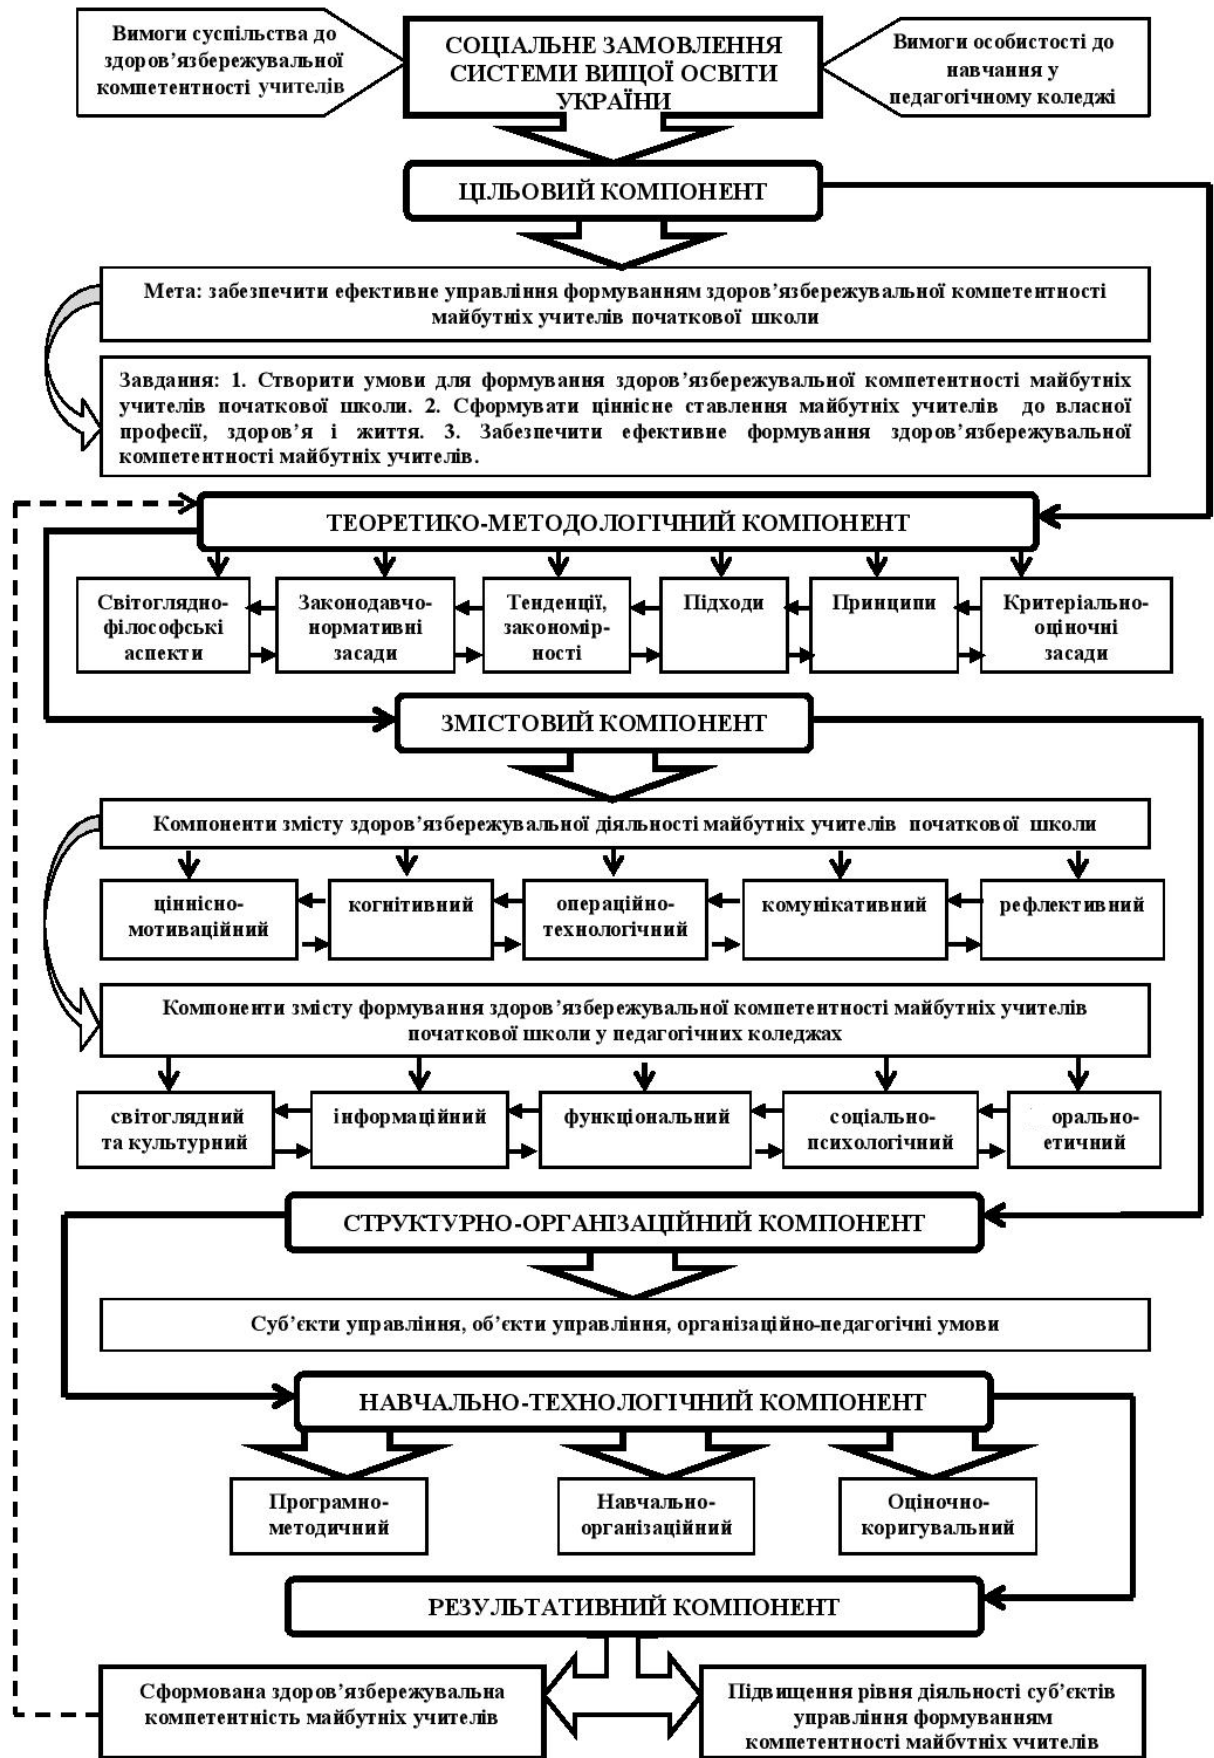 Вимоги суспільства до
здоров'язбережувальної
компетентності учителів
СОЦІАЛЬНЕ ЗАМОВЛЕННЯ
СИСТЕМИ ВИЩОЇ ОСВІТИ
УКРАЇНИ
Вимоги особистості до
навчання у
педагогічному коледжі
ЦІЛЬОВИЙ КОМПОНЕНТ
Мета: забезпечити ефективне управління формуванням здоров'язбережувальної компетентності
майбутніх учителів початкової школи
Завдання: 1. Створити умови для формування здоров'язбережувальної компетентності майбутніх
учителів початкової школи. 2. Сформувати ціннісне ставлення майбутніх учителів до власної
професії, здоров'я і життя. 3. Забезпечити ефективне формування здоров'язбережувальної
компетентності майбутніх учителів.
ТЕОРЕТИКО-МЕТОДОЛОГІЧНИЙ КОМПОНЕНТ
Світоглядно-
філософські
аспекти
Законодавчо-
нормативні
засади
Тенденції,
закономір-
ності
Підходи
Принципи
Критеріально-
оціночні
засади
ЗМІСТОВИЙ КОМПОНЕНТ
Компоненти змісту здоров'язбережувальної діяльності майбутніх учителів початкової школи
ціннісно-
мотиваційний
когнітивний
операційно-
технологічний
комунікативний
рефлективний
Компоненти змісту формування здоров'язбережувальної компетентності майбутніх учителів
початкової школи у педагогічних коледжах
світоглядний
та культурний
інформаційний
функціональний
соціально-
психологічний
орально-
етичний
СТРУКТУРНО-ОРГАНІЗАЦІЙНИЙ КОМПОНЕНТ
Суб'єкти управління, об'єкти управління, організаційно-педагогічні умови
НАВЧАЛЬНО-ТЕХНОЛОГІЧНИЙ КОМПОНЕНТ
Програмно-
методичний
Навчально-
організаційний
Оціночно-
коригувальний
РЕЗУЛЬТАТИВНИЙ КОМПОНЕНТ
Сформована здоров'язбережувальна
компетентність майбутніх учителів
Підвищення рівня діяльності суб'єктів
управління формуванням
компетентності майбутніх учителів